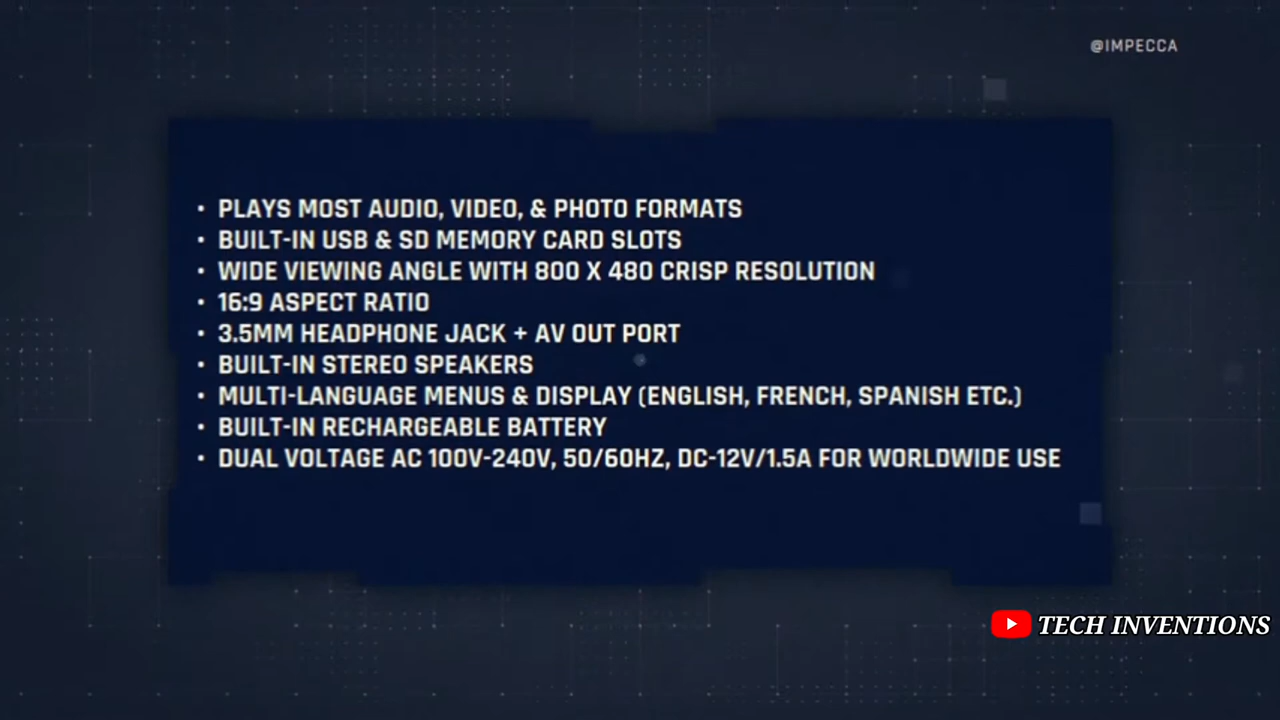 @IMPECCA
• PLAYS MOST AUDIO, VIDEO, & PHOTO FORMATS
• BUILT-IN USB & SD MEMORY CARD SLOTS
• WIDE VIEWING ANGLE WITH 800 X 480 CRISP RESOLUTION
• 16:9 ASPECT RATIO
• 3.5MM HEADPHONE JACK + AV OUT PORT
• BUILT-IN STEREO SPEAKERS
• MULTI-LANGUAGE MENUS & DISPLAY (ENGLISH, FRENCH, SPANISH ETC.)
• BUILT-IN RECHARGEABLE BATTERY
• DUAL VOLTAGE AC 100V-240V, 50/60HZ, DC-12V/1.5A FOR WORLDWIDE USE
TECH INVENTIONS